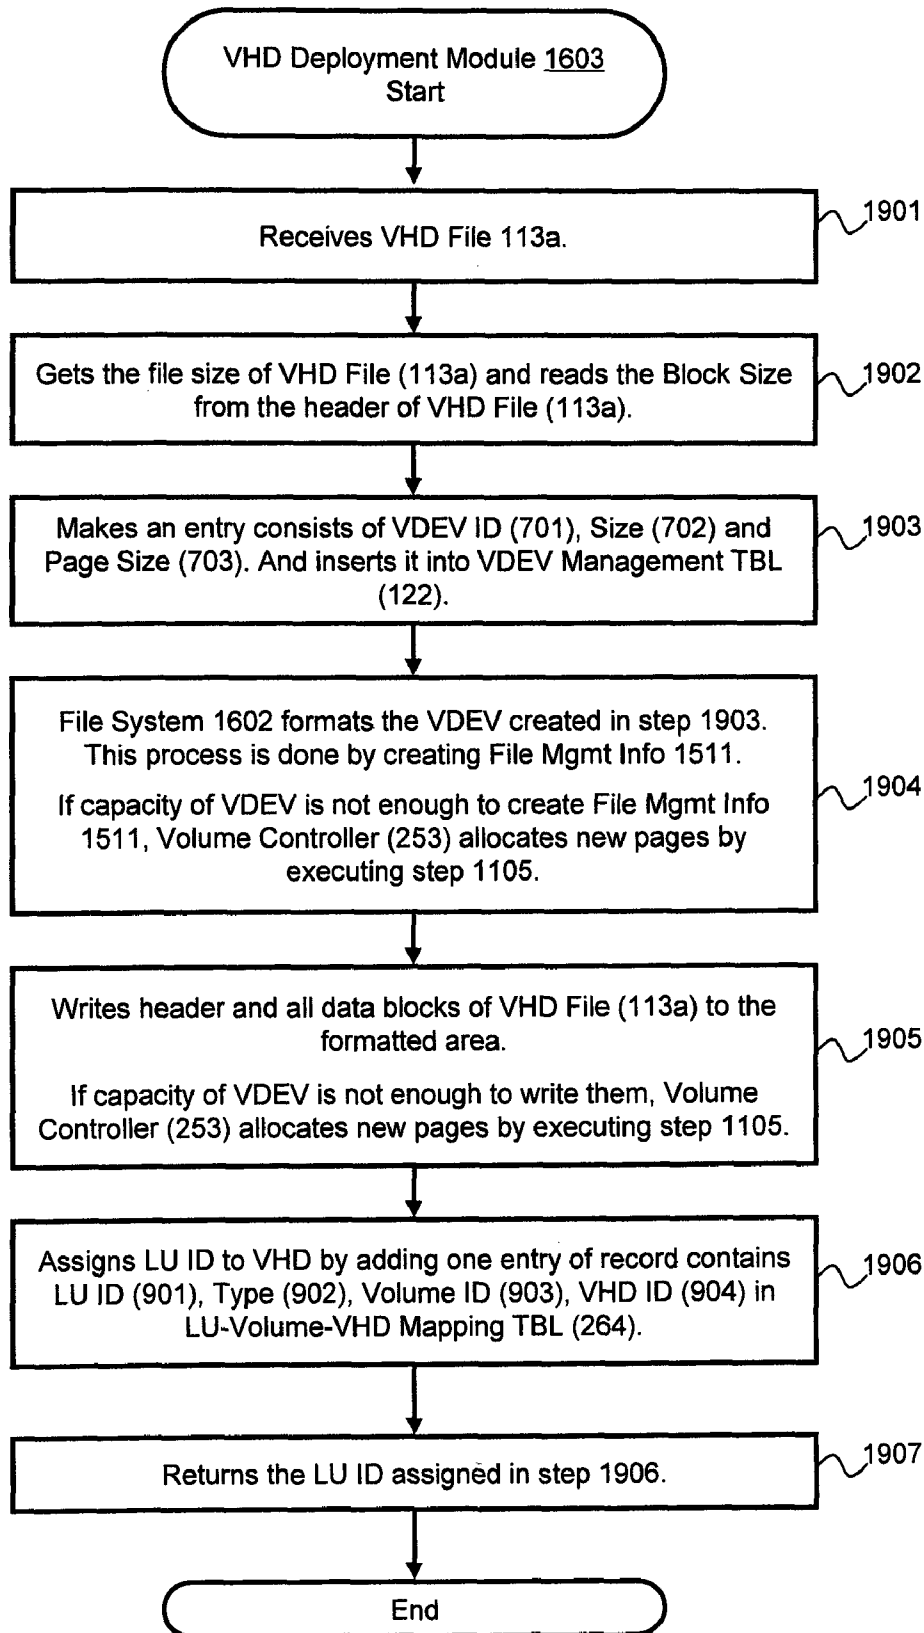 VHD Deployment Module 1603
Start
Receives VHD File 113a.
1901
Gets the file size of VHD File (113a) and reads the Block Size
from the header of VHD File (113a).
1902
Makes an entry consists of VDEV ID (701), Size (702) and
Page Size (703). And inserts it into VDEV Management TBL
(122).
1903
File System 1602 formats the VDEV created in step 1903.
This process is done by creating File Mgmt Info 1511.
If capacity of VDEV is not enough to create File Mgmt Info
1511, Volume Controller (253) allocates new pages by
executing step 1105.
1904
Writes header and all data blocks of VHD File (113a) to the
formatted area.
If capacity of VDEV is not enough to write them, Volume
Controller (253) allocates new pages by executing step 1105.
1905
Assigns LU ID to VHD by adding one entry of record contains
LU ID (901), Type (902), Volume ID (903), VHD ID (904) in
LU-Volume-VHD Mapping TBL (264).
1906
Returns the LU ID assigned in step 1906.
1907
End